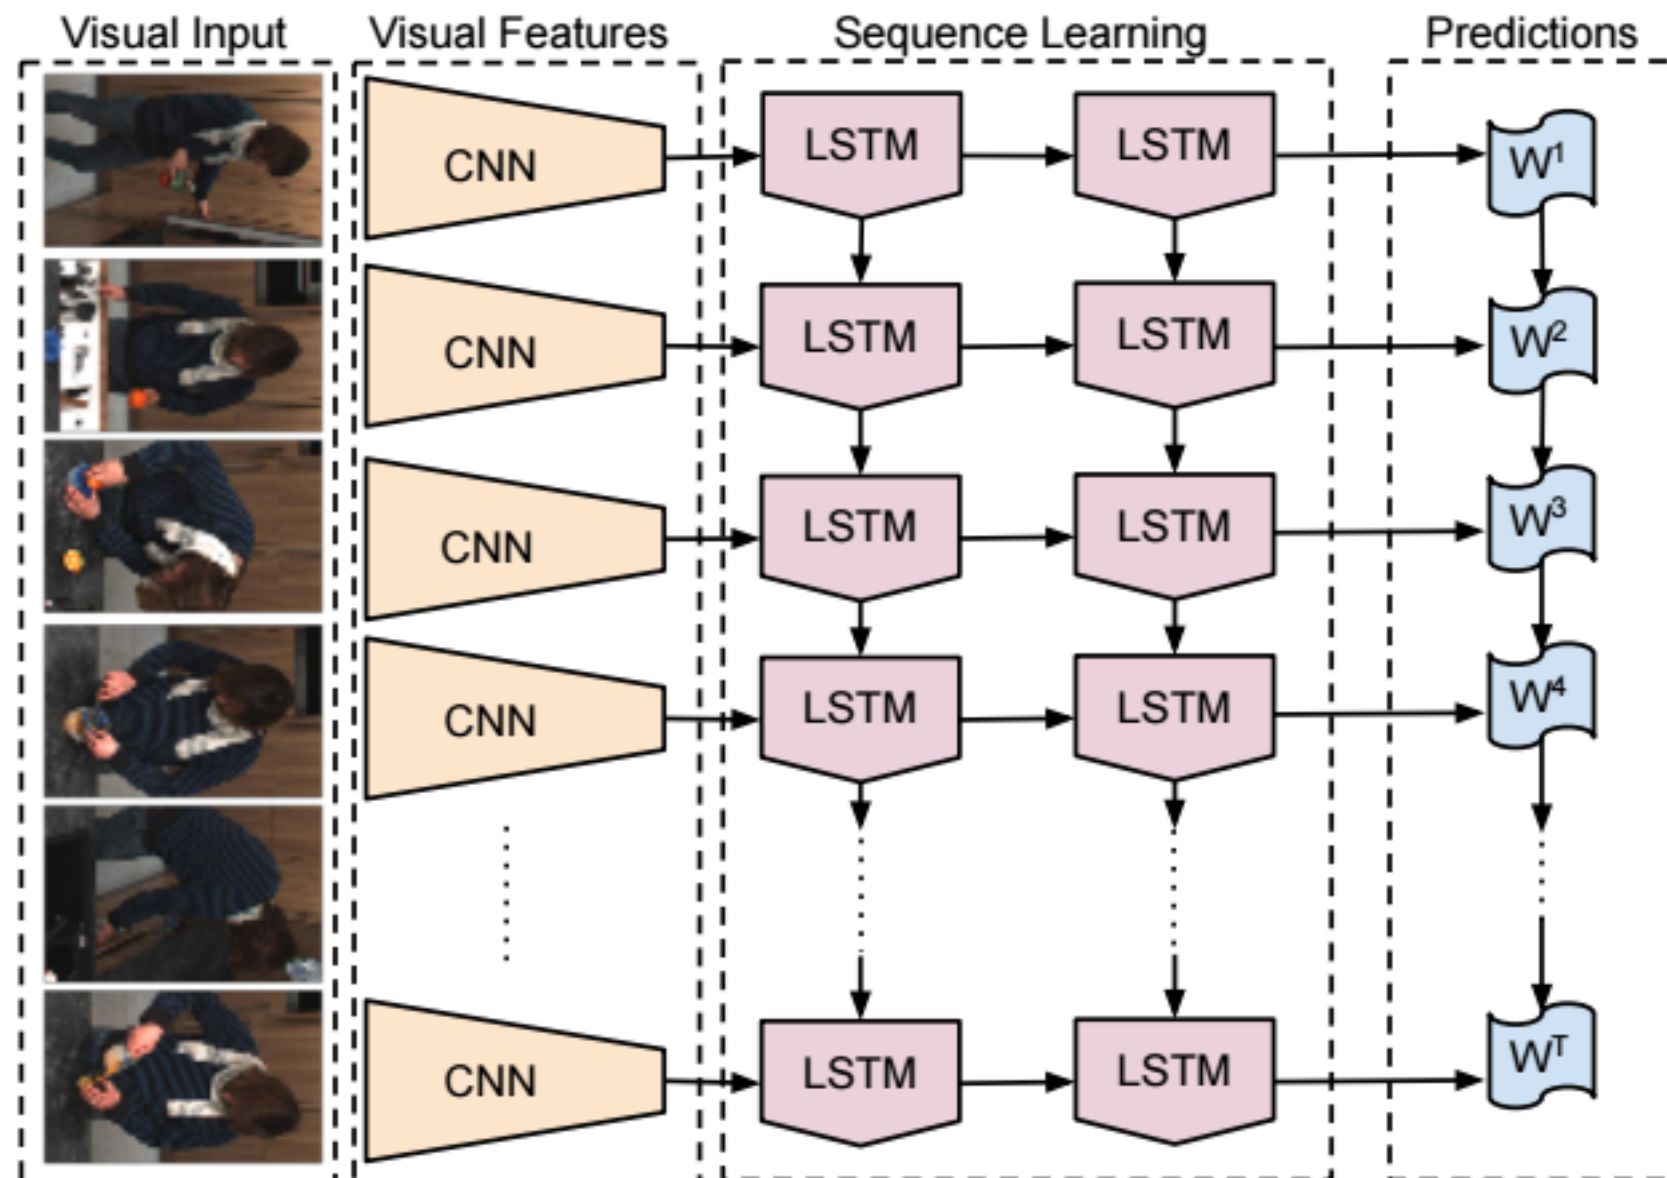 Visual Input Visual Features Sequence Learning Predictions
CNN LSTM LSTM W¹
CNN LSTM LSTM W²
CNN LSTM LSTM W³
CNN LSTM LSTM W⁴
CNN LSTM LSTM Wᵀ